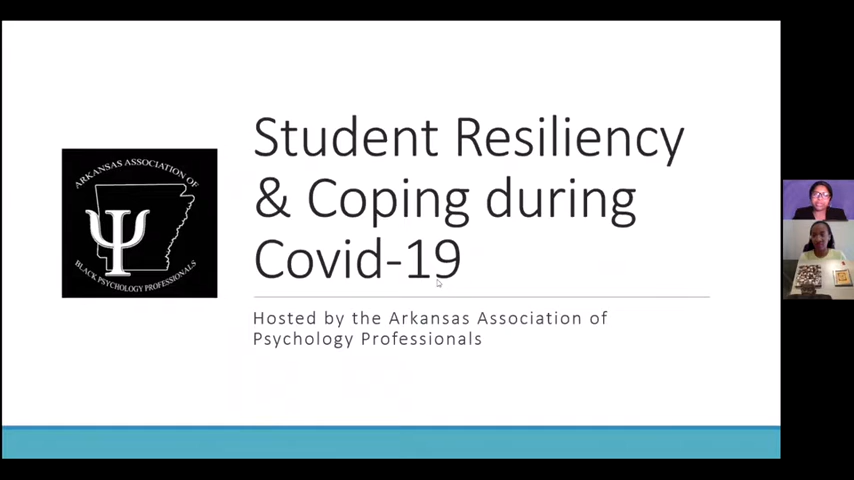 ARKANSAS ASSOCIATION OF
BLACK PSYCHOLOGY PROFESSIONALS
Student Resiliency
& Coping during
Covid-19
Hosted by the Arkansas Association of
Psychology Professionals